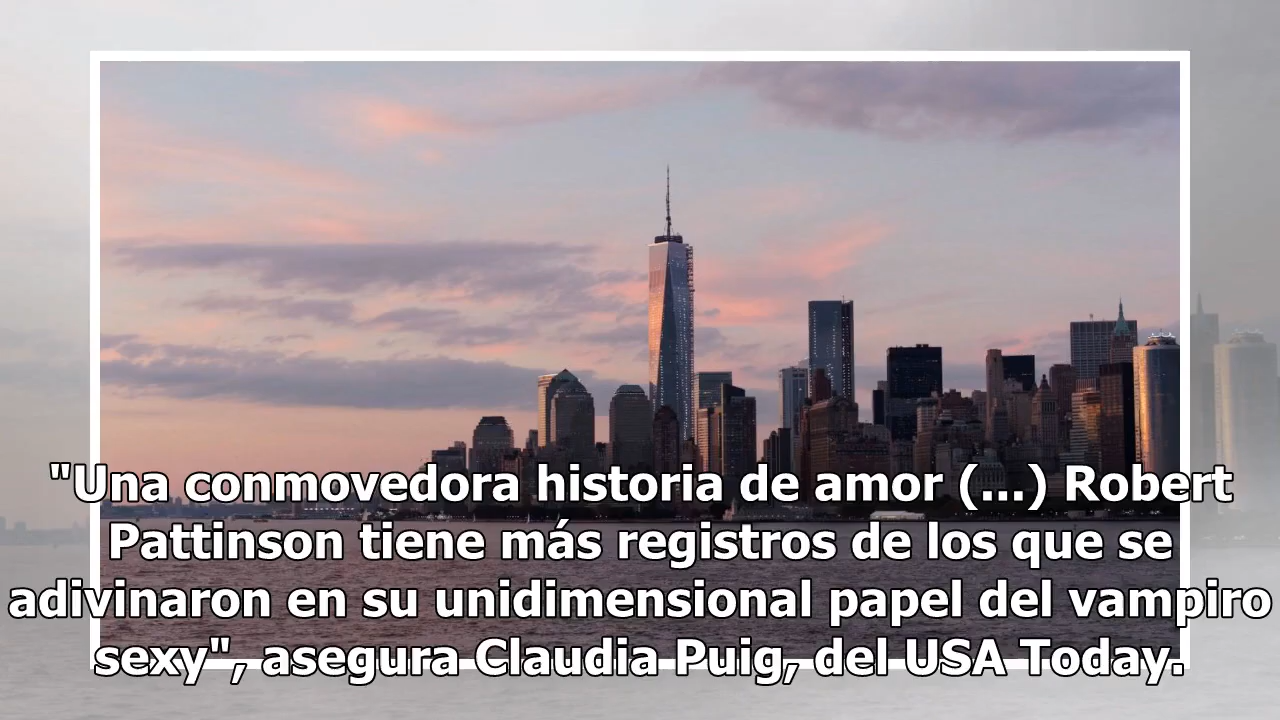 "Una conmovedora historia de amor (...) Robert
Pattinson tiene más registros de los que se
adivinaron en su unidimensional papel del vampiro
sexy", asegura Claudia Puig, del USA Today.